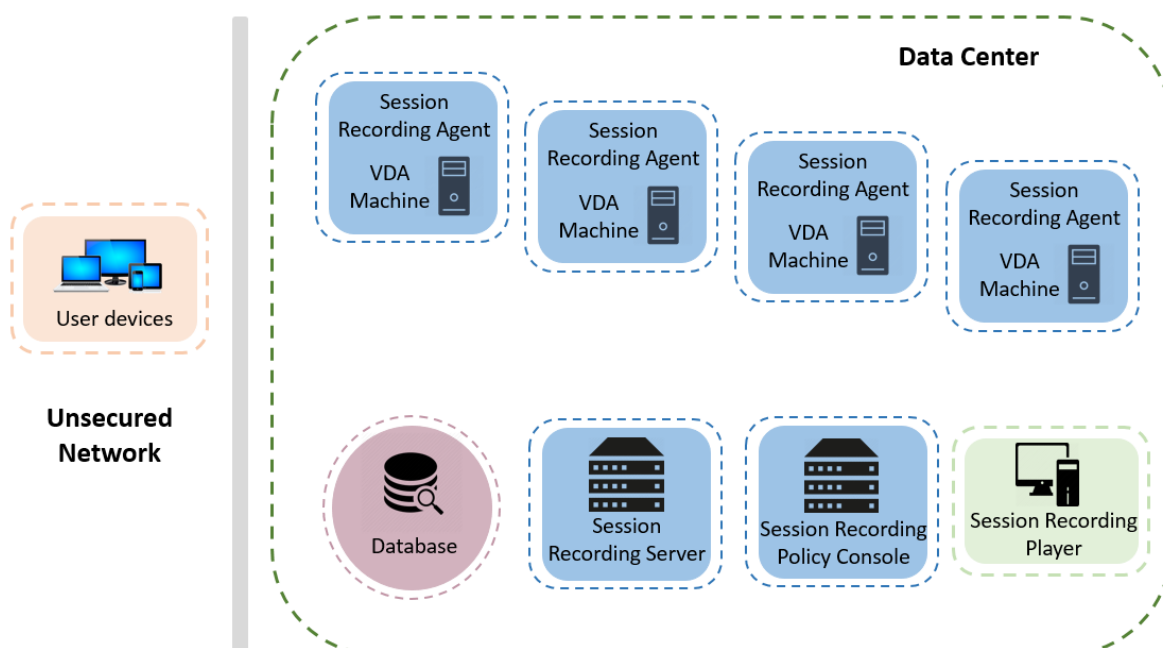 Data Center
Session
Recording Agent
VDA
Machine
Session
Recording Agent
VDA
Machine
Session
Recording Agent
VDA
Machine
Session
Recording Agent
VDA
Machine
User devices
Unsecured
Network
Database
Session
Recording Server
Session Recording
Policy Console
Session Recording
Player